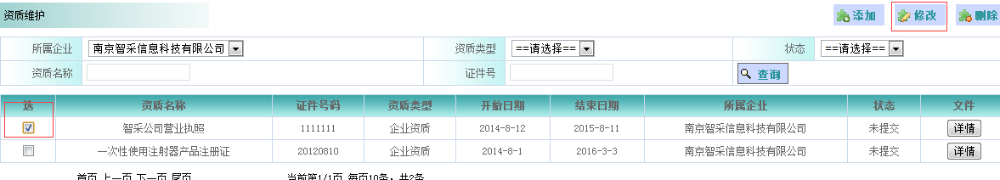 资质维护 添加 修改 删除
所属企业 南京智采信息科技有限公司 资质类型 ==请选择== 状态 ==请选择==
资质名称 证件号 查询
选 资质名称 证件号码 资质类型 开始日期 结束日期 所属企业 状态 文件
智采公司营业执照 1111111 企业资质 2014-8-12 2015-8-11 南京智采信息科技有限公司 未提交 详情
一次性使用注射器产品注册证 20120810 企业资质 2014-8-1 2016-3-3 南京智采信息科技有限公司 未提交 详情
首页 上一页 下一页 尾页 当前第1/1页 每页10条，共2条